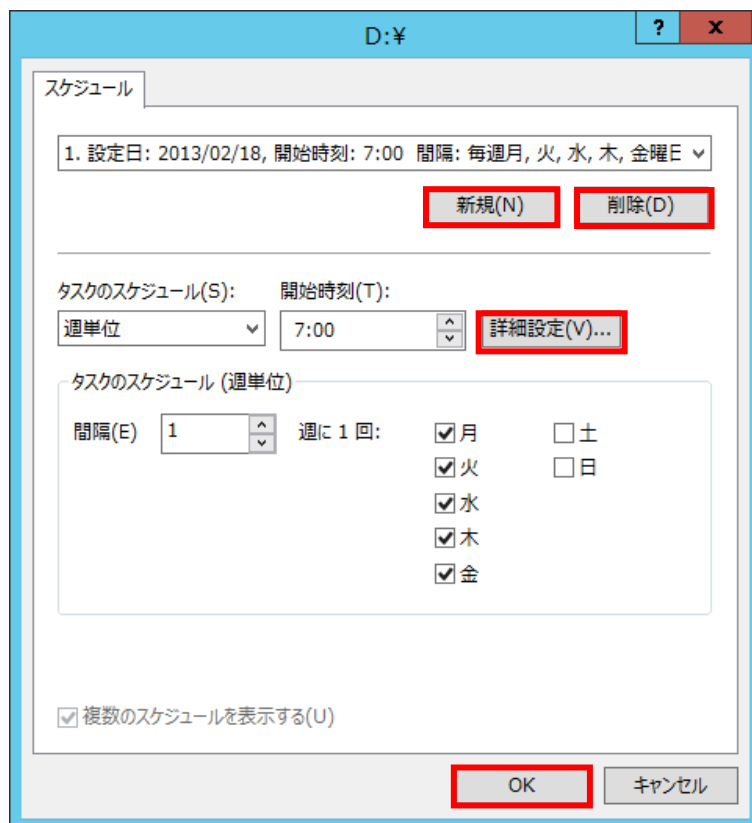 D:¥
?
x
スケジュール
1. 設定日: 2013/02/18, 開始時刻: 7:00 間隔: 毎週月, 火, 水, 木, 金曜日
新規(N) 削除(D)
タスクのスケジュール(S): 開始時刻(T):
週単位 7:00 詳細設定(V)...
タスクのスケジュール (週単位)
間隔(E) 1 週に 1 回: 月 土
火 日
水
木
金
複数のスケジュールを表示する(U)
OK キャンセル